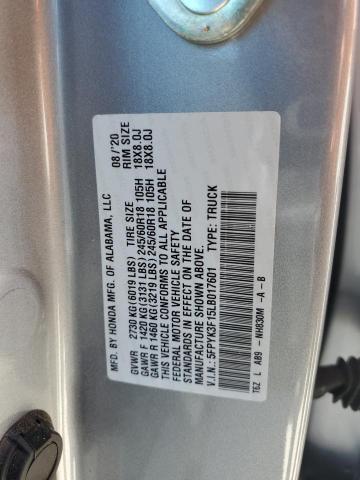 MFD. BY HONDA MFG. OF ALABAMA, LLC 08/'20
GVWR 2730 KG(6019 LBS) TIRE SIZE RIM SIZE
GAWR F 1420 KG(3131 LBS) 245/60R18 105H 18X8.0J
GAWR R 1460 KG(3219 LBS) 245/60R18 105H 18X8.0J
THIS VEHICLE CONFORMS TO ALL APPLICABLE
FEDERAL MOTOR VEHICLE SAFETY
STANDARDS IN EFFECT ON THE DATE OF
MANUFACTURE SHOWN ABOVE.
V.I.N.:5FPYK3F15LB017601 TYPE: TRUCK
T6Z L AB9 -NH830M -A -B